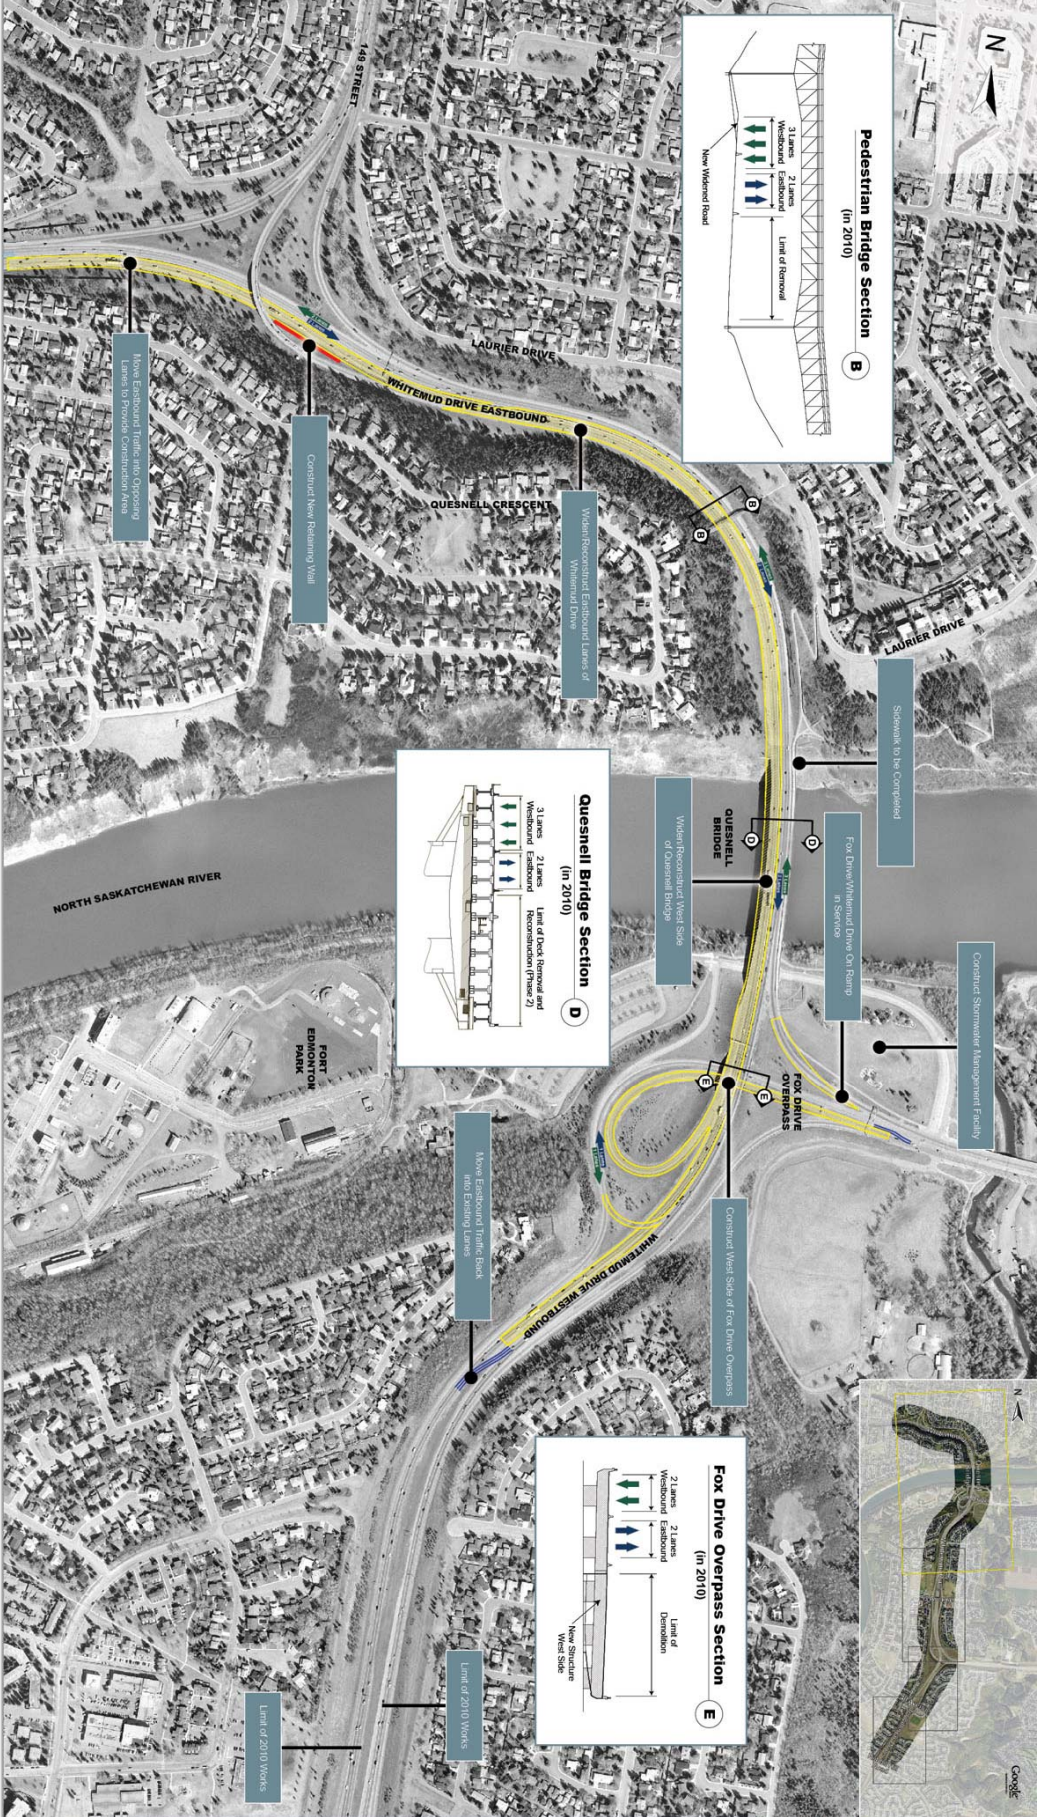 N
149 STREET
Pedestrian Bridge Section
(in 2010)
B
3 Lanes
Westbound
2 Lanes
Eastbound
Limit of Removal
New Widened Road
LAURIER DRIVE
WHITEMUD DRIVE EASTBOUND
QUESNELL CRESCENT
Move Eastbound Traffic into Opposing
Lanes to Provide Construction Area
Construct New Retaining Wall
Widen/Reconstruct Eastbound Lanes of
Whitemud Drive
B
B
LAURIER DRIVE
Sidewalk to be Completed
Fox Drive/Whitemud Drive On Ramp
in Service
Construct Stormwater Management Facility
QUESNELL
BRIDGE
D
D
Widen/Reconstruct West Side
of Quesnell Bridge
Quesnell Bridge Section
(in 2010)
D
3 Lanes
Westbound
2 Lanes
Eastbound
Limit of Deck Removal and
Reconstruction (Phase 2)
NORTH SASKATCHEWAN RIVER
FORT
EDMONTON
PARK
FOX DRIVE
OVERPASS
E
E
Construct West Side of Fox Drive Overpass
Move Eastbound Traffic Back
into Existing Lanes
WHITEMUD DRIVE WESTBOUND
Fox Drive Overpass Section
(in 2010)
E
2 Lanes
Westbound
2 Lanes
Eastbound
Limit of
Demolition
New Structure
West Side
Limit of 2010 Works
Limit of 2010 Works
N
Google